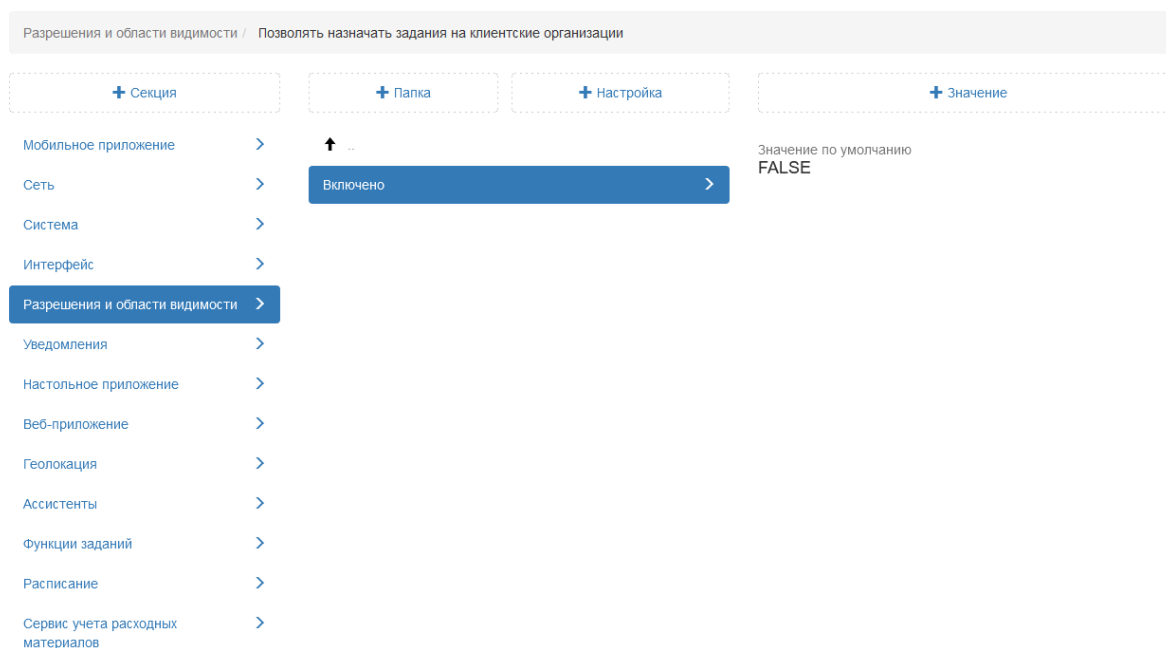 Разрешения и области видимости / Позволять назначать задания на клиентские организации
+ Секция
+ Папка
+ Настройка
+ Значение
Мобильное приложение
Сеть
Система
Интерфейс
Разрешения и области видимости
Уведомления
Настольное приложение
Веб-приложение
Геолокация
Ассистенты
Функции заданий
Расписание
Сервис учета расходных
материалов
..
Включено
Значение по умолчанию
FALSE